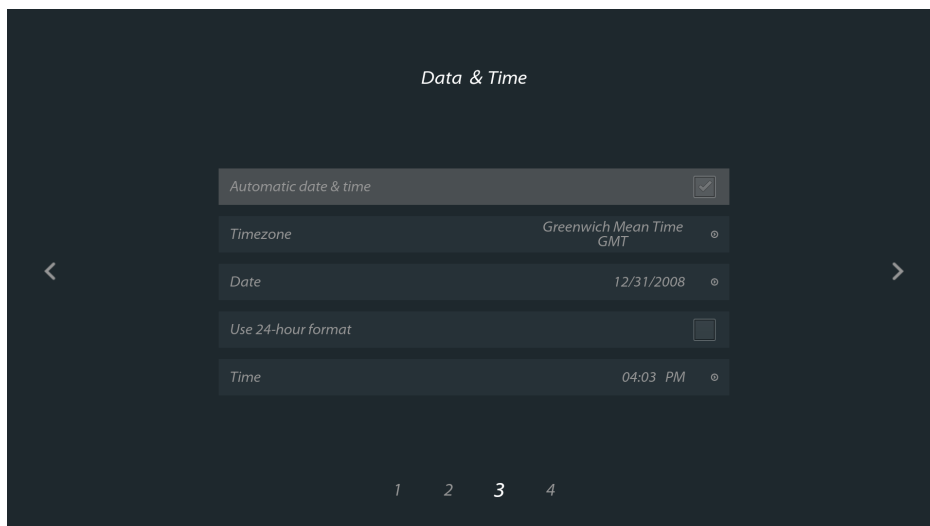 Data & Time
Automatic date & time
Timezone
Greenwich Mean Time
GMT
Date 12/31/2008
Use 24-hour format
Time 04:03 PM
1 2 3 4